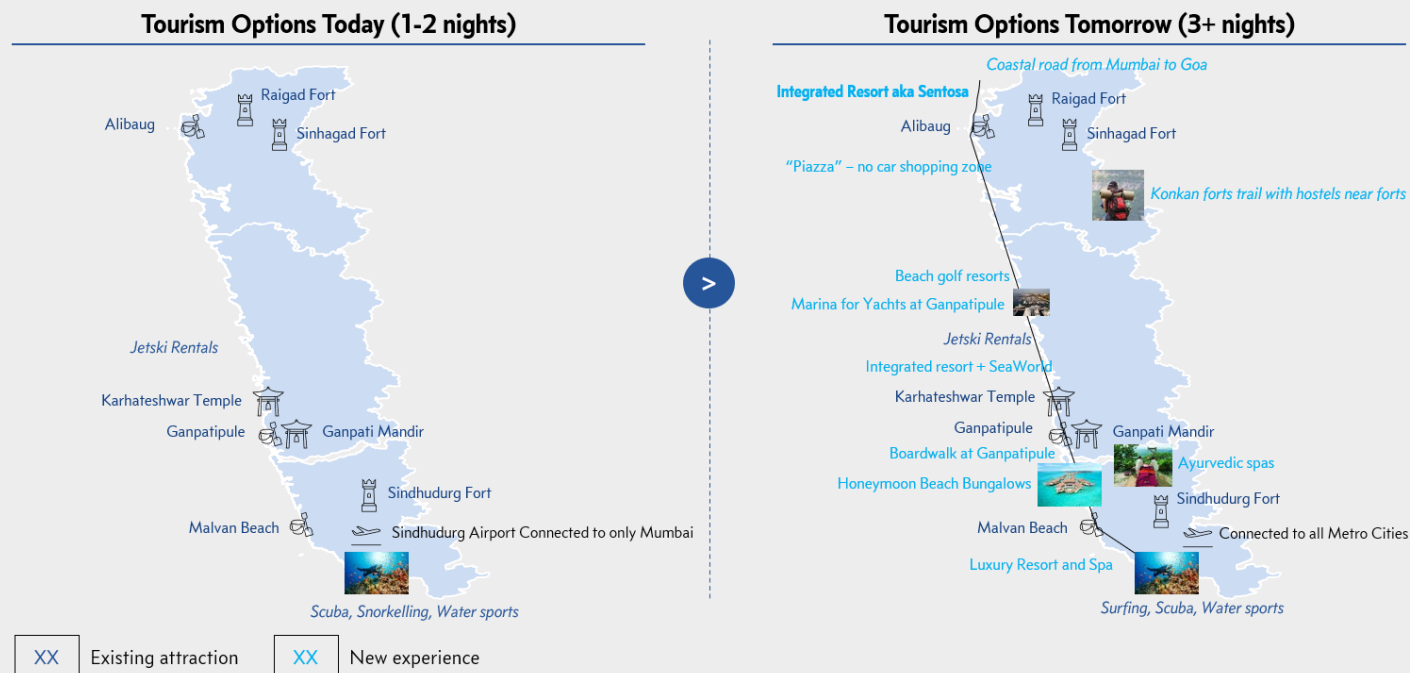 Tourism Options Today (1-2 nights)
Raigad Fort
Alibaug
Sinhagad Fort
Jetski Rentals
Karhateshwar Temple
Ganpatipule
Ganpati Mandir
Sindhudurg Fort
Malvan Beach
Sindhudurg Airport Connected to only Mumbai
Scuba, Snorkelling, Water sports
>
Tourism Options Tomorrow (3+ nights)
Coastal road from Mumbai to Goa
Integrated Resort aka Sentosa
Raigad Fort
Alibaug
Sinhagad Fort
“Piazza” – no car shopping zone
Konkan forts trail with hostels near forts
Beach golf resorts
Marina for Yachts at Ganpatipule
Jetski Rentals
Integrated resort + SeaWorld
Karhateshwar Temple
Ganpatipule
Ganpati Mandir
Boardwalk at Ganpatipule
Ayurvedic spas
Honeymoon Beach Bungalows
Sindhudurg Fort
Malvan Beach
Connected to all Metro Cities
Luxury Resort and Spa
Surfing, Scuba, Water sports
XX Existing attraction
XX New experience